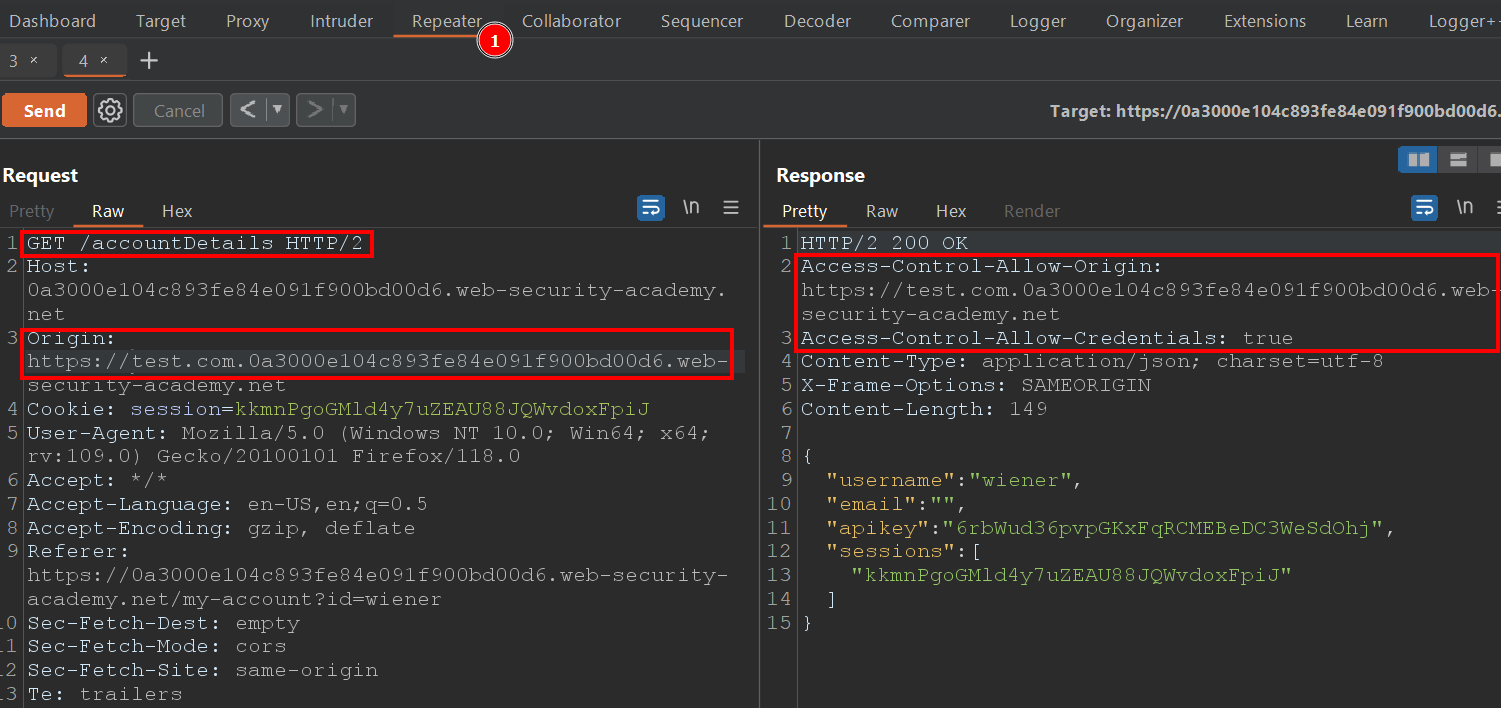 Dashboard Target Proxy Intruder Repeater Collaborator Sequencer Decoder Comparer Logger Organizer Extensions Learn Logger++
1
3 × 4 × +
Send Cancel < ▼ > ▼ Target: https://0a3000e104c893fe84e091f900bd00d6.
Request
Pretty Raw Hex \n
1 GET /accountDetails HTTP/2
2 Host:
0a3000e104c893fe84e091f900bd00d6.web-security-academy.
net
3 Origin:
https://test.com.0a3000e104c893fe84e091f900bd00d6.web-
security-academy.net
4 Cookie: session=kkmnPgoGMld4y7uZEAU88JQWvdoxFpiJ
5 User-Agent: Mozilla/5.0 (Windows NT 10.0; Win64; x64;
rv:109.0) Gecko/20100101 Firefox/118.0
6 Accept: */*
7 Accept-Language: en-US,en;q=0.5
8 Accept-Encoding: gzip, deflate
9 Referer:
https://0a3000e104c893fe84e091f900bd00d6.web-security-
academy.net/my-account?id=wiener
10 Sec-Fetch-Dest: empty
11 Sec-Fetch-Mode: cors
12 Sec-Fetch-Site: same-origin
13 Te: trailers
Response
Pretty Raw Hex Render \n
1 HTTP/2 200 OK
2 Access-Control-Allow-Origin:
https://test.com.0a3000e104c893fe84e091f900bd00d6.web-
security-academy.net
3 Access-Control-Allow-Credentials: true
4 Content-Type: application/json; charset=utf-8
5 X-Frame-Options: SAMEORIGIN
6 Content-Length: 149
7
8 {
9 "username":"wiener",
10 "email":"",
11 "apikey":"6rbWud36pvpGKxFqRCMEBeDC3WeSdOhj",
12 "sessions":[
13 "kkmnPgoGMld4y7uZEAU88JQWvdoxFpiJ"
14 ]
15 }